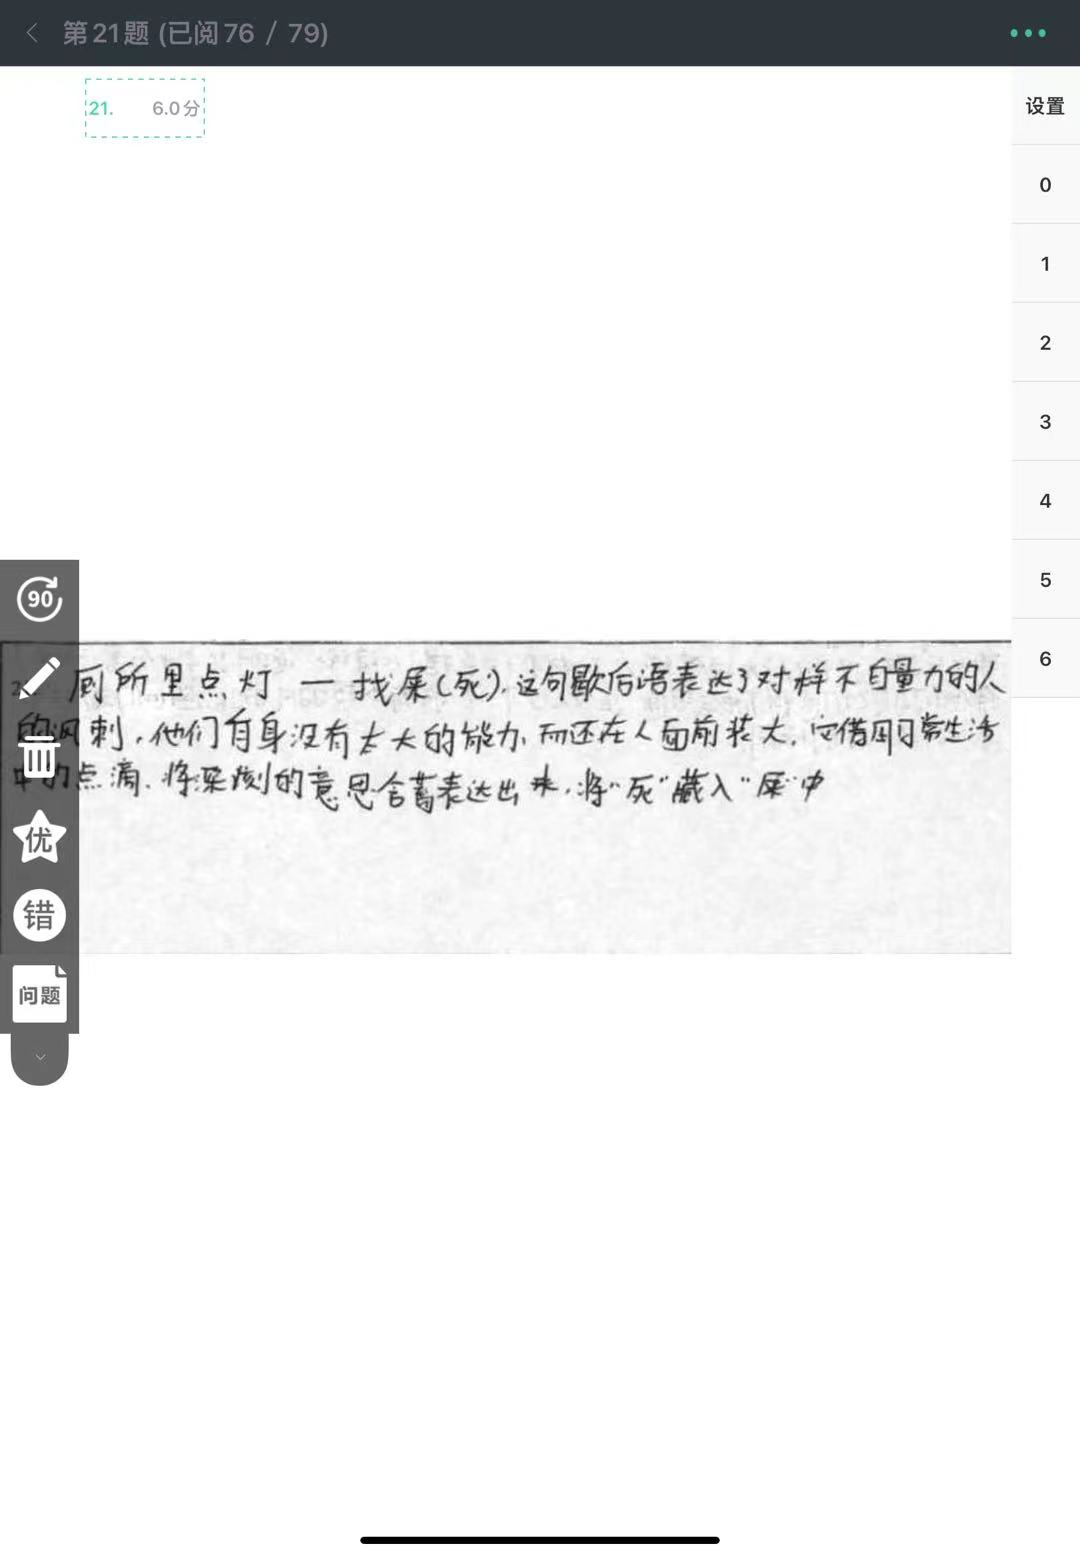 第21题 (已阅76 / 79)
21. 6.0分
设置
0
1
2
3
4
5
6
90
厕所里点灯 — 找屎(死),这句歇后语表达了对样不自量力的人
的讽刺,他们自身没有太大的能力,而还在人面前装大,它借用日常生活
中的点滴,将深刻的意思含蓄表达出来,将"死"藏入"屎"中
优
错
问题